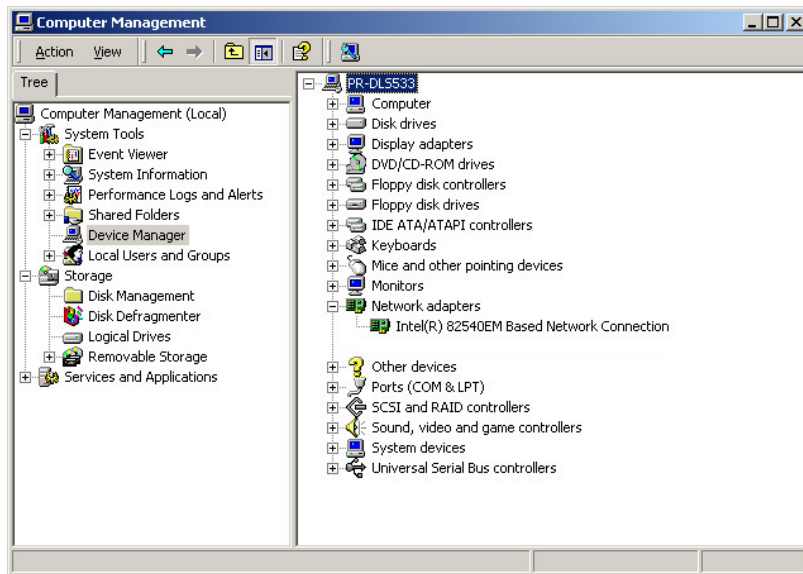 Computer Management
Action View
Tree
Computer Management (Local)
System Tools
Event Viewer
System Information
Performance Logs and Alerts
Shared Folders
Device Manager
Local Users and Groups
Storage
Disk Management
Disk Defragmenter
Logical Drives
Removable Storage
Services and Applications
PR-DLS533
Computer
Disk drives
Display adapters
DVD/CD-ROM drives
Floppy disk controllers
Floppy disk drives
IDE ATA/ATAPI controllers
Keyboards
Mice and other pointing devices
Monitors
Network adapters
Intel(R) 82540EM Based Network Connection
Other devices
Ports (COM & LPT)
SCSI and RAID controllers
Sound, video and game controllers
System devices
Universal Serial Bus controllers